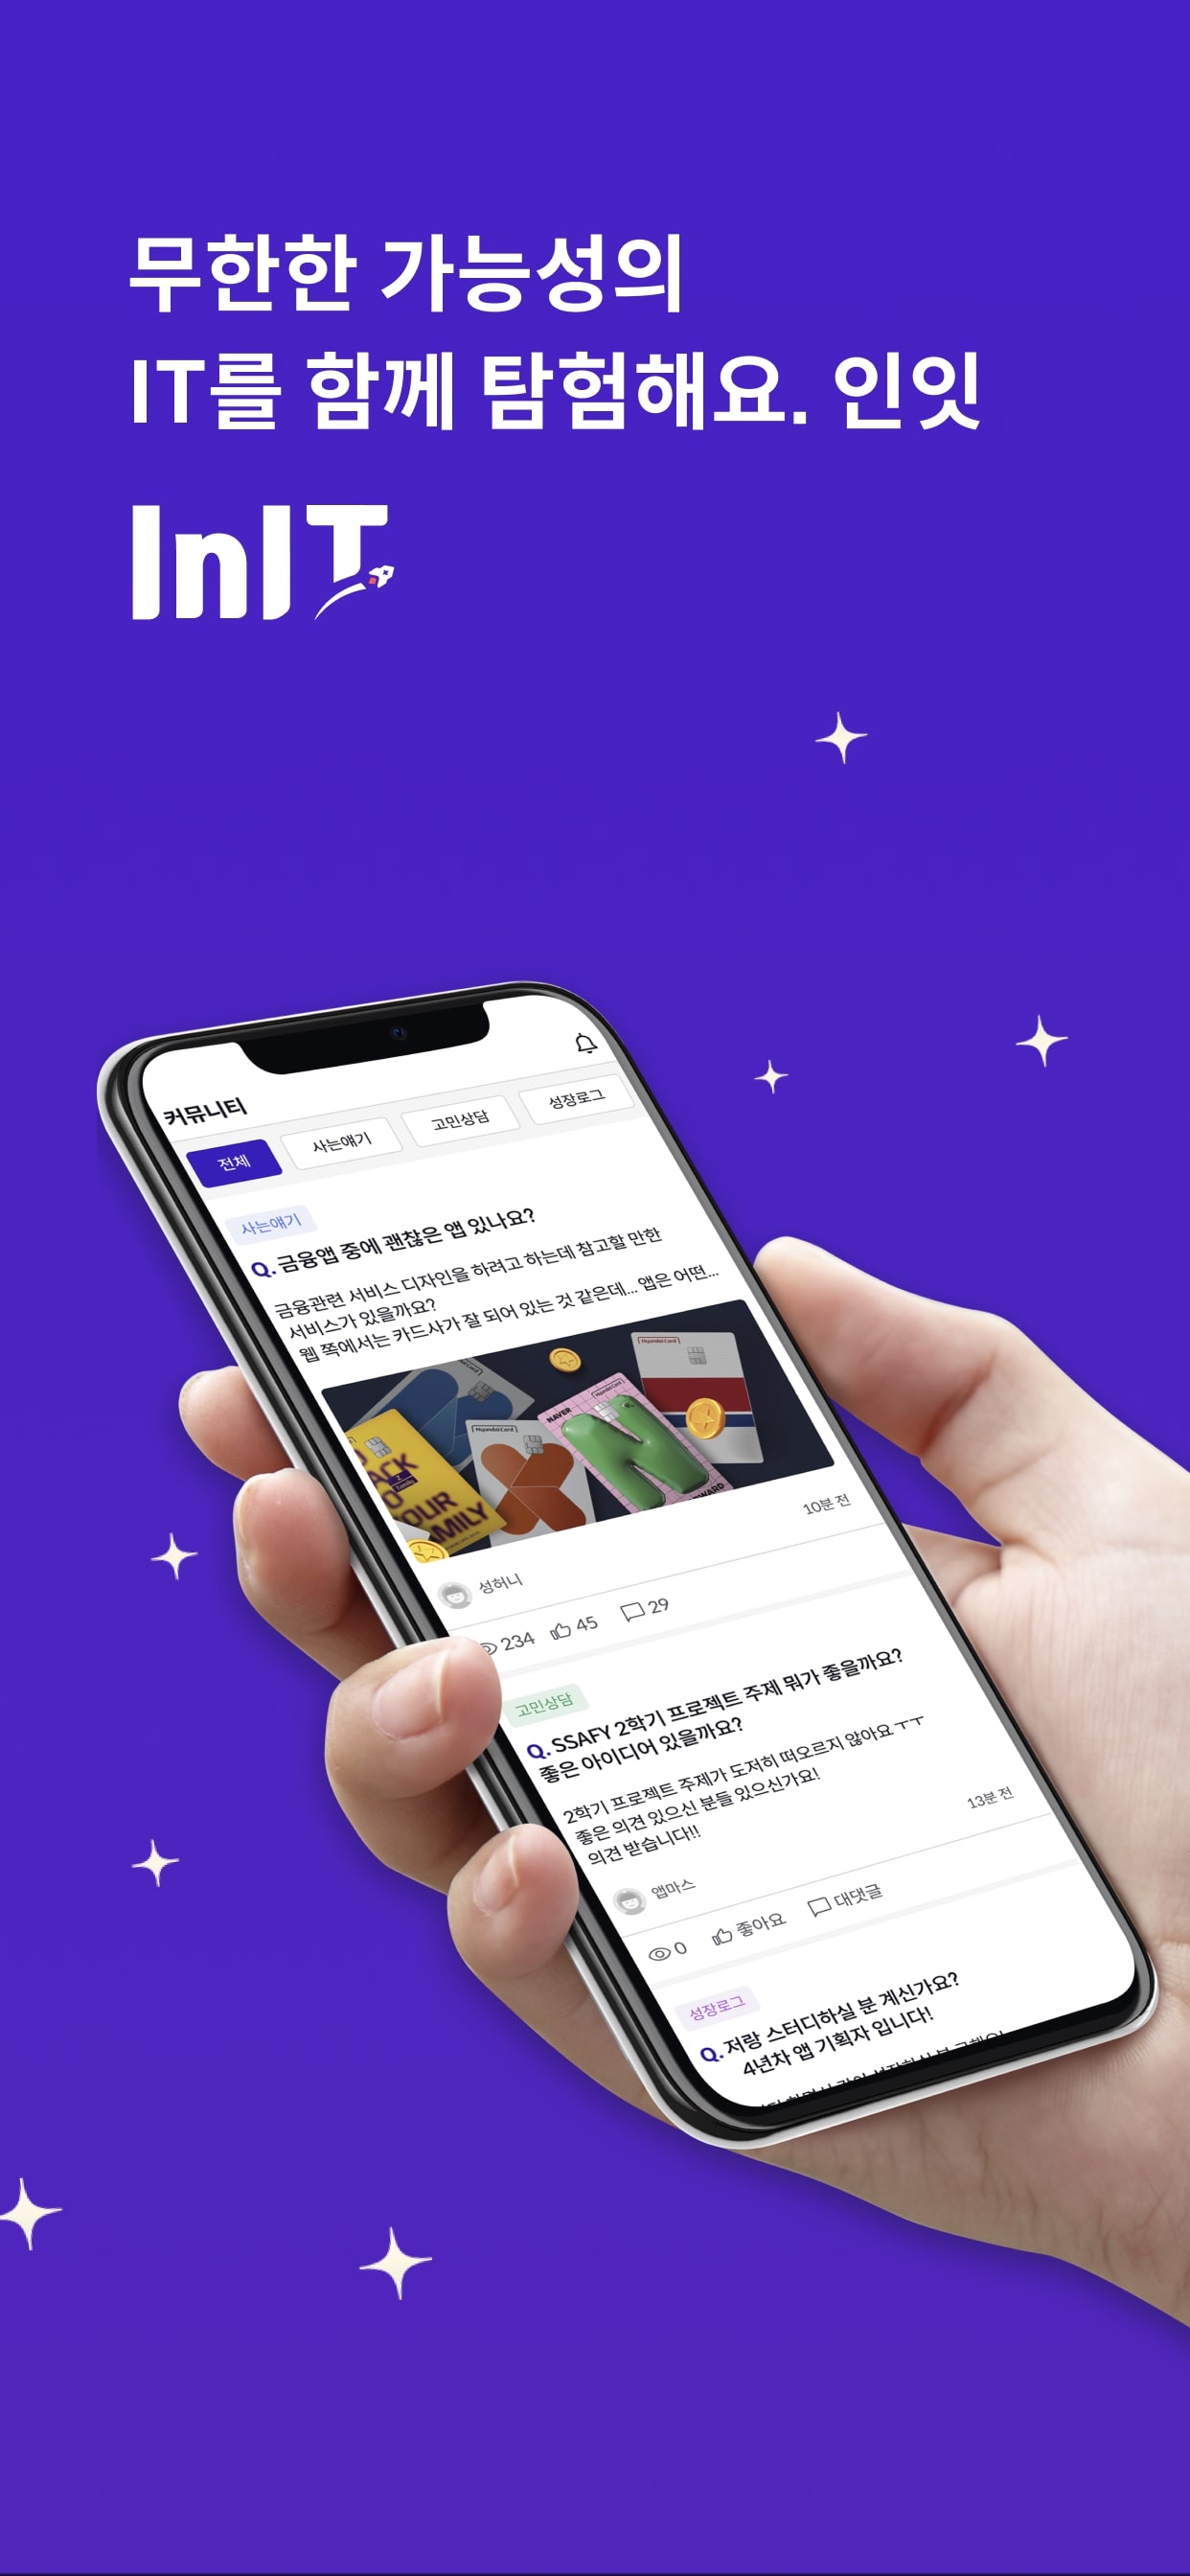 무한한 가능성의
IT를 함께 탐험해요. 인잇
InIT
커뮤니티
전체
사는얘기
고민상담
성장로그
사는얘기
Q. 금융앱 중에 괜찮은 앱 있나요?
금융관련 서비스 디자인을 하려고 하는데 참고할 만한
서비스가 있을까요?
웹 쪽에서는 카드사가 잘 되어 있는 것 같은데... 앱은 어떤...
HyundaiCard
HyundaiCard
NAVER
HyundaiCard
OUR
10분 전
성허니
234
45
29
고민상담
Q. SSAFY 2학기 프로젝트 주제 뭐가 좋을까요?
좋은 아이디어 있을까요?
2학기 프로젝트 주제가 도저히 떠오르지 않아요 ㅜㅜ
좋은 의견 있으신 분들 있으신가요!
의견 받습니다!!
13분 전
앱마스
0
좋아요
대댓글
성장로그
Q. 저랑 스터디하실 분 계신가요?
4년차 앱 기획자 입니다!